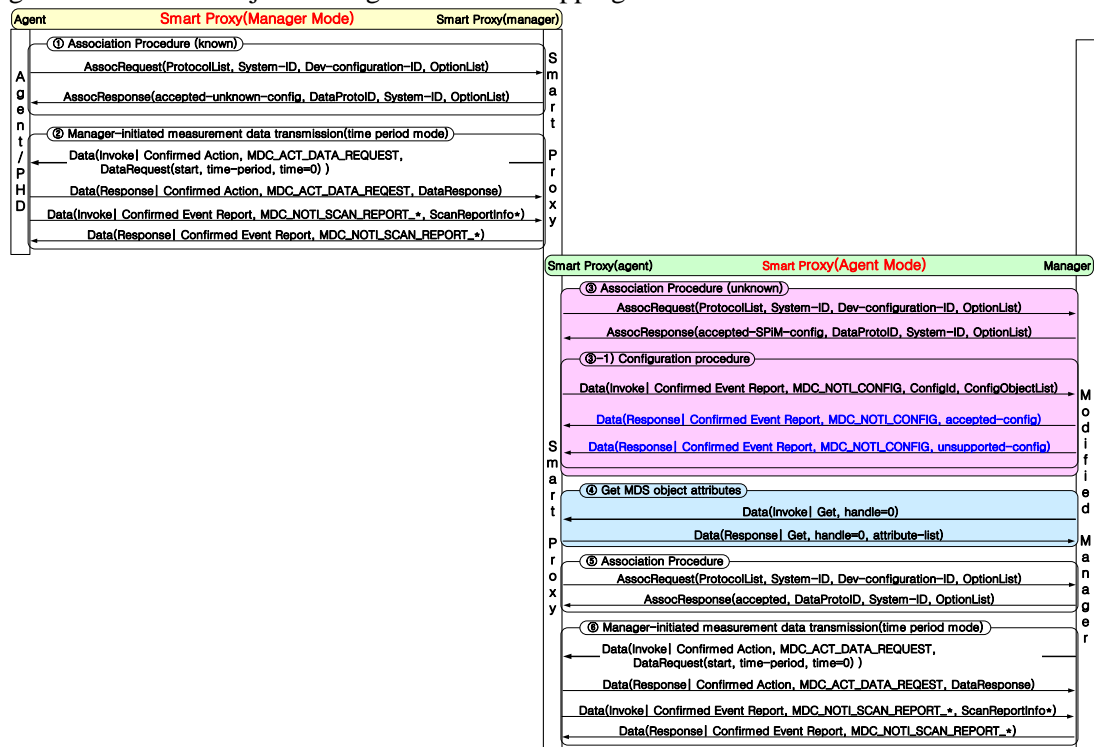 Agent
Smart Proxy(Manager Mode)
Smart Proxy(manager)
① Association Procedure (known)
AssocRequest(ProtocolList, System-ID, Dev-configuration-ID, OptionList)
AssocResponse(accepted-unknown-config, DataProtoID, System-ID, OptionList)
② Manager-initiated measurement data transmission(time period mode)
Data(Invoke| Confirmed Action, MDC_ACT_DATA_REQUEST,
DataRequest(start, time-period, time=0) )
Data(Response| Confirmed Action, MDC_ACT_DATA_REQEST, DataResponse)
Data(Invoke| Confirmed Event Report, MDC_NOTI_SCAN_REPORT_*, ScanReportInfo*)
Data(Response| Confirmed Event Report, MDC_NOTI_SCAN_REPORT_*)
Agent/PHD
Smart Proxy
Smart Proxy(agent)
Smart Proxy(Agent Mode)
Manager
③ Association Procedure (unknown)
AssocRequest(ProtocolList, System-ID, Dev-configuration-ID, OptionList)
AssocResponse(accepted-SPiM-config, DataProtoID, System-ID, OptionList)
③-1) Configuration procedure
Data(Invoke| Confirmed Event Report, MDC_NOTI_CONFIG, ConfigId, ConfigObjectList)
Data(Response| Confirmed Event Report, MDC_NOTI_CONFIG, accepted-config)
Data(Response| Confirmed Event Report, MDC_NOTI_CONFIG, unsupported-config)
④ Get MDS object attributes
Data(Invoke| Get, handle=0)
Data(Response| Get, handle=0, attribute-list)
⑤ Association Procedure
AssocRequest(ProtocolList, System-ID, Dev-configuration-ID, OptionList)
AssocResponse(accepted, DataProtoID, System-ID, OptionList)
⑥ Manager-initiated measurement data transmission(time period mode)
Data(Invoke| Confirmed Action, MDC_ACT_DATA_REQUEST,
DataRequest(start, time-period, time=0) )
Data(Response| Confirmed Action, MDC_ACT_DATA_REQEST, DataResponse)
Data(Invoke| Confirmed Event Report, MDC_NOTI_SCAN_REPORT_*, ScanReportInfo*)
Data(Response| Confirmed Event Report, MDC_NOTI_SCAN_REPORT_*)
Smart Proxy
Modified Manager